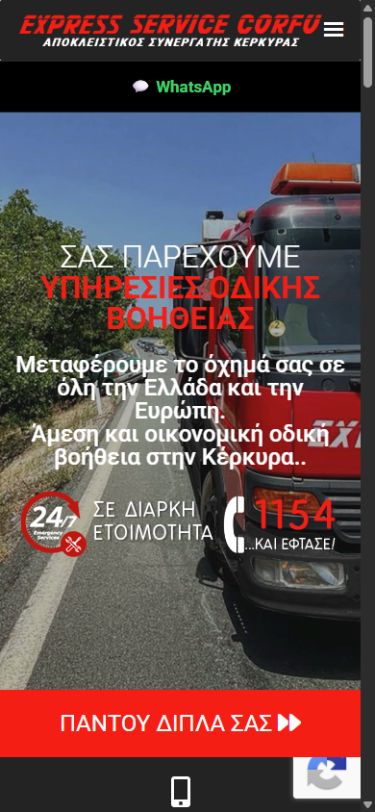 EXPRESS SERVICE CORFU
ΑΠΟΚΛΕΙΣΤΙΚΟΣ ΣΥΝΕΡΓΑΤΗΣ ΚΕΡΚΥΡΑΣ
WhatsApp
ΣΑΣ ΠΑΡΕΧΟΥΜΕ
ΥΠΗΡΕΣΙΕΣ ΟΔΙΚΗΣ
ΒΟΗΘΕΙΑΣ
Μεταφέρουμε το όχημά σας σε
όλη την Ελλάδα και την
Ευρώπη.
Άμεση και οικονομική οδική
βοήθεια στην Κέρκυρα..
24/7
Emergency
Services
ΣΕ ΔΙΑΡΚΗ
ΕΤΟΙΜΟΤΗΤΑ
1154
...ΚΑΙ ΕΦΤΑΣΕ!
ΠΑΝΤΟΥ ΔΙΠΛΑ ΣΑΣ